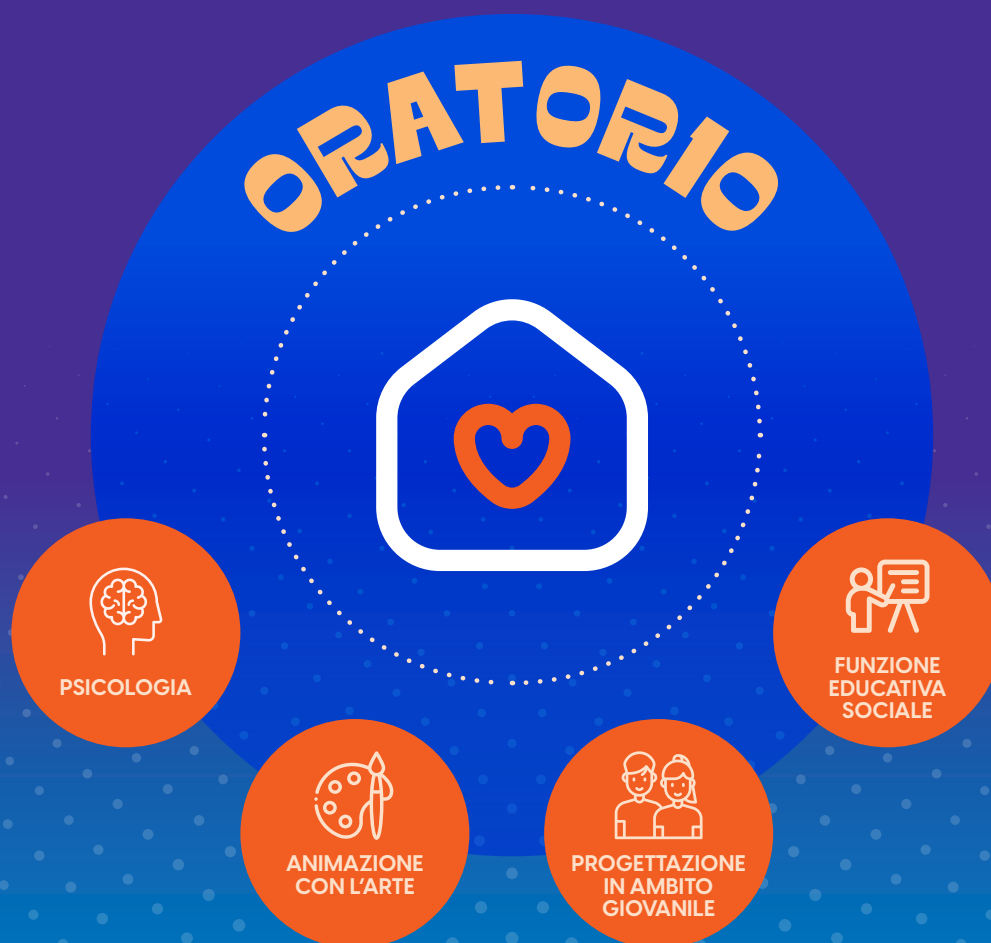 ORATORIO
PSICOLOGIA
ANIMAZIONE
CON L'ARTE
PROGETTAZIONE
IN AMBITO
GIOVANILE
FUNZIONE
EDUCATIVA
SOCIALE